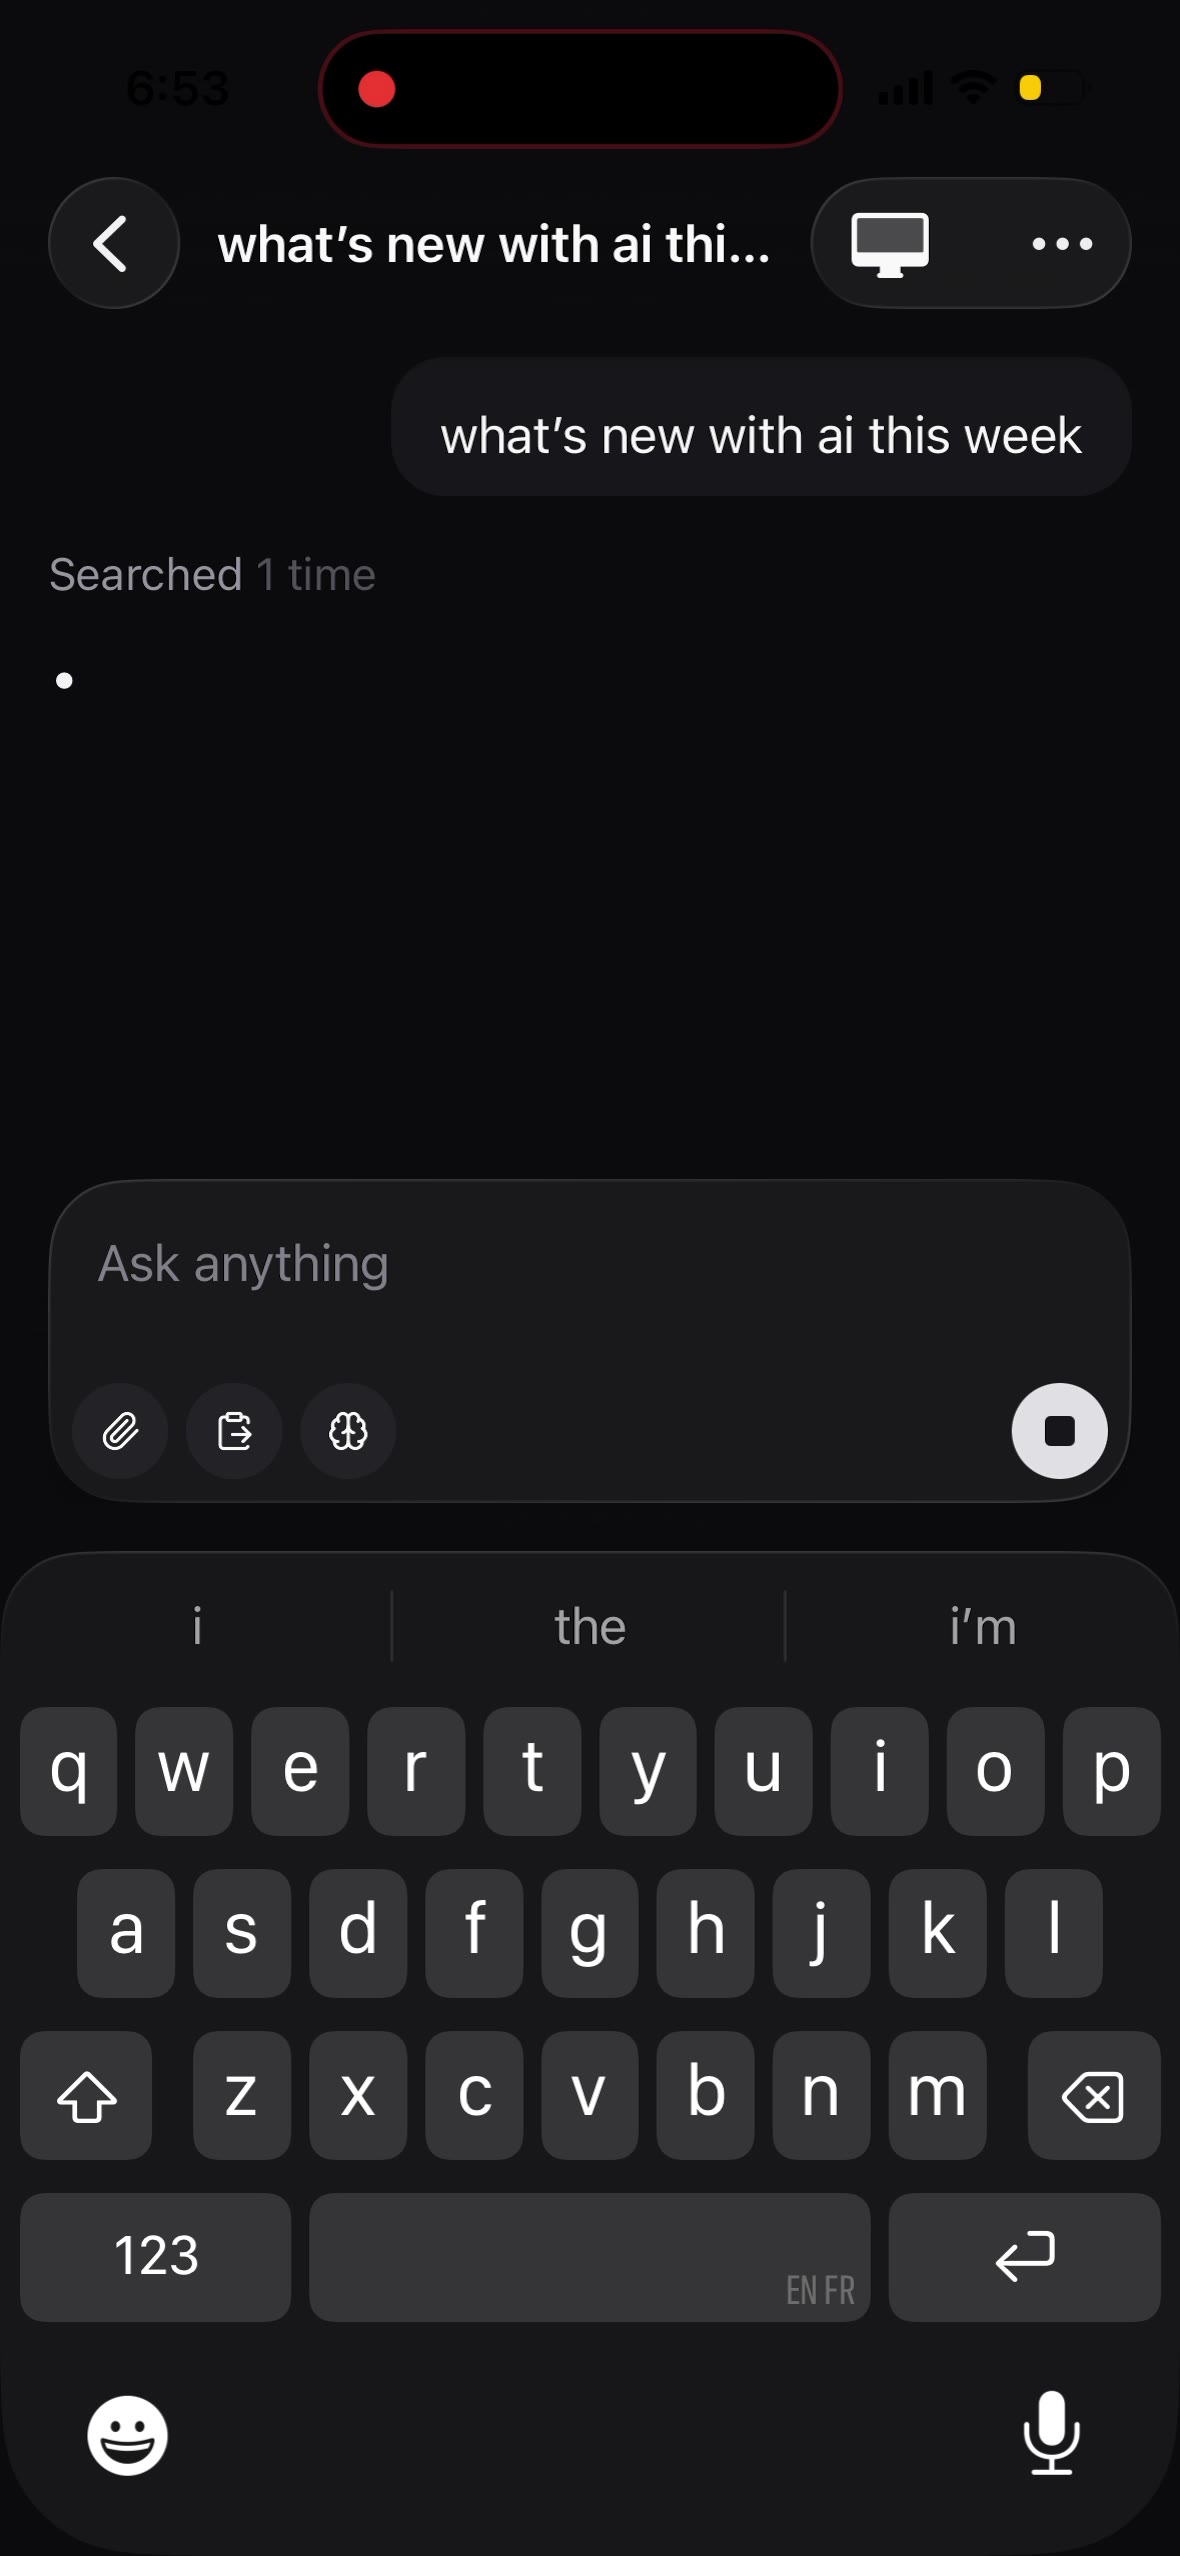 6:53
what's new with ai thi...
what's new with ai this week
Searched 1 time
Ask anything
i the i'm
q w e r t y u i o p
a s d f g h j k l
z x c v b n m
123
EN FR